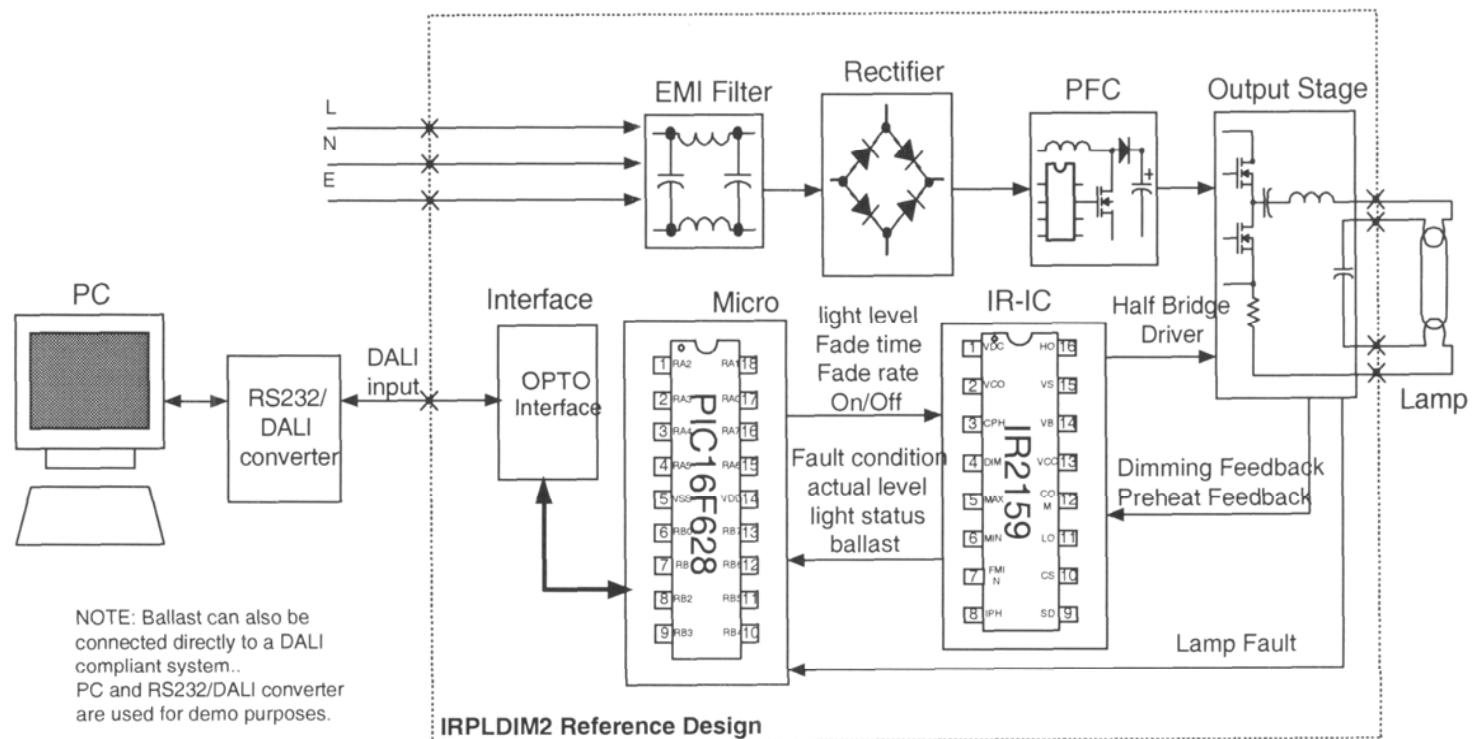 Rectifier
EMI Filter
PFC
Output Stage
L
N
E
+
PC
Interface
Micro
IR-IC
light level
Fade time
Fade rate
On/Off
Half Bridge
Driver
DALI
input
RS232/
DALI
converter
OPTO
Interface
1 RA2 RA1 18
2 RA3 RA0 17
3 RA4 RA7 16
4 RA5 RA6 15
5 VSS VDD 14
6 RB0 RB7 13
7 RB RB6 12
8 RB2 RB5 11
9 RB3 RB4 10
PIC16F628
Fault condition
actual level
light status
ballast
1 VDC HO 16
2 VCO VS 15
3 CPH VB 14
4 DIM VCC 13
5 MAX CO
M 12
6 MIN LO 11
7 FMI
N CS 10
8 IPH SD 9
IR2159
Lamp
Dimming Feedback
Preheat Feedback
Lamp Fault
NOTE: Ballast can also be
connected directly to a DALI
compliant system..
PC and RS232/DALI converter
are used for demo purposes.
IRPLDIM2 Reference Design